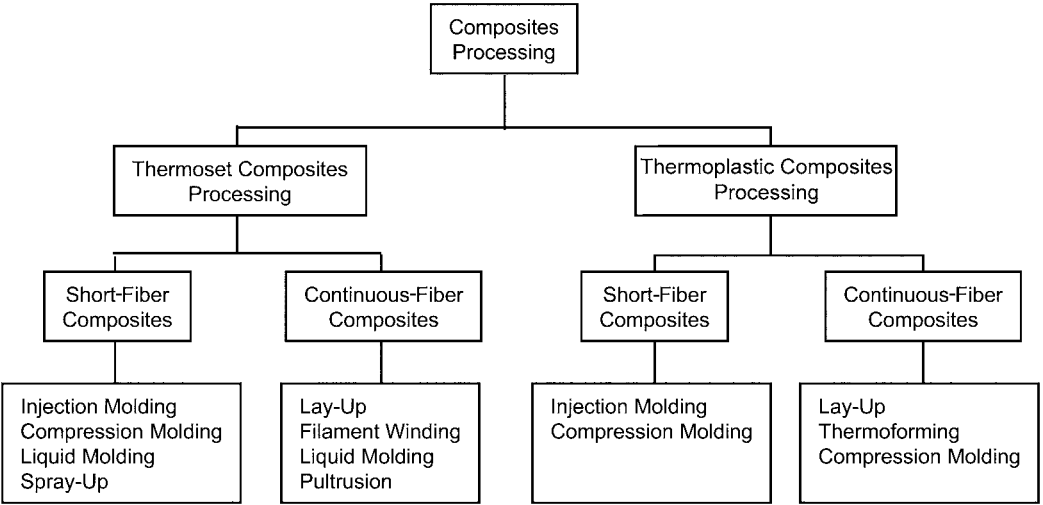 Composites
Processing
Thermoset Composites
Processing
Thermoplastic Composites
Processing
Short-Fiber
Composites
Continuous-Fiber
Composites
Short-Fiber
Composites
Continuous-Fiber
Composites
Injection Molding
Compression Molding
Liquid Molding
Spray-Up
Lay-Up
Filament Winding
Liquid Molding
Pultrusion
Injection Molding
Compression Molding
Lay-Up
Thermoforming
Compression Molding